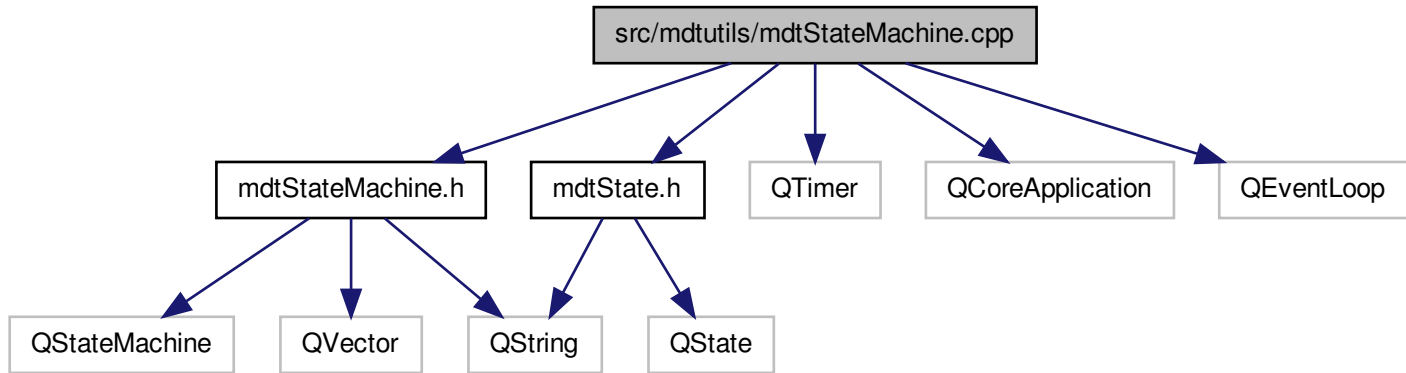 src/mdtutils/mdtStateMachine.cpp
mdtStateMachine.h
mdtState.h
QTimer
QCoreApplication
QEventLoop
QStateMachine
QVector
QString
QState